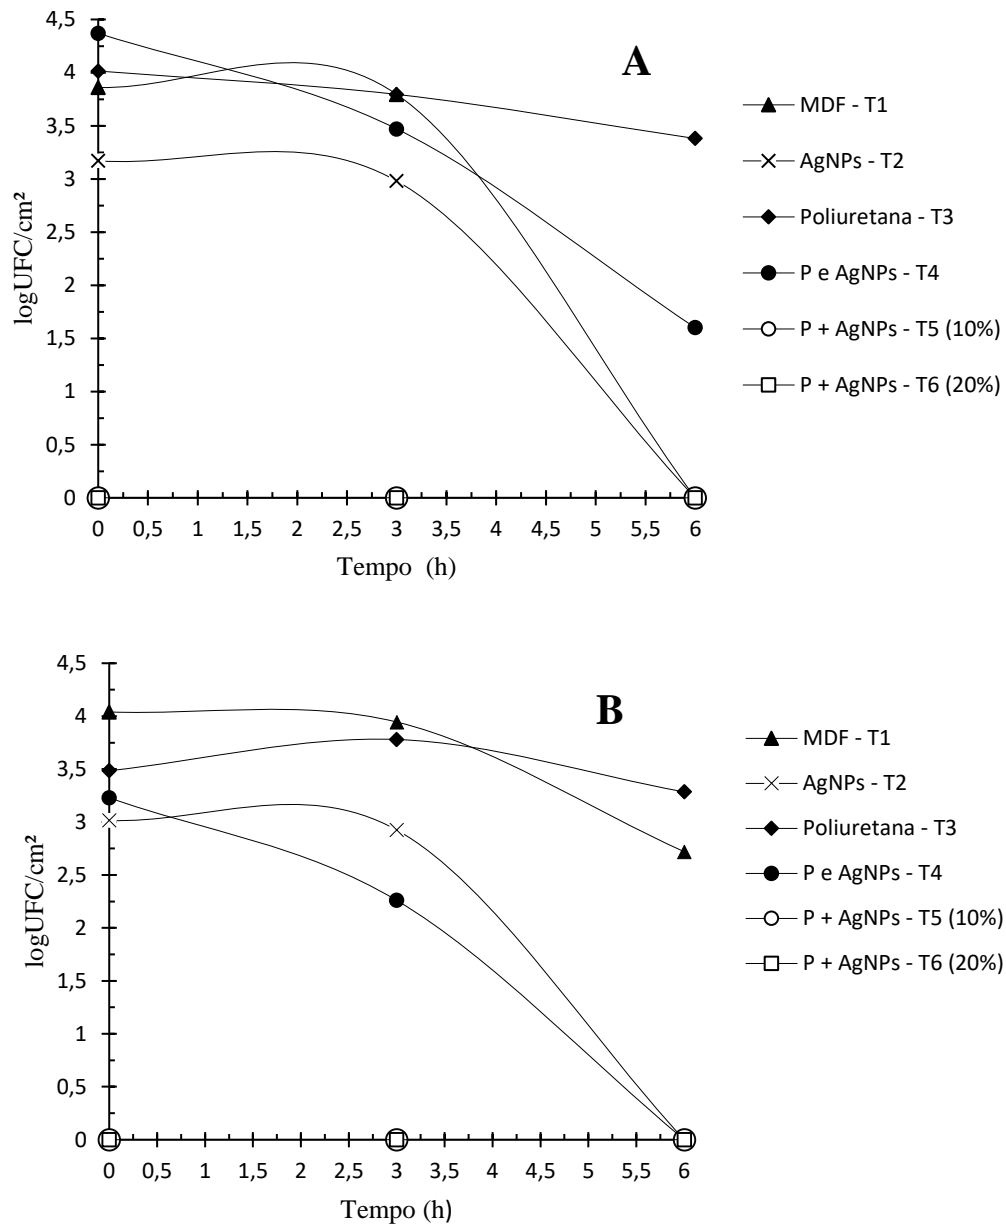 4,5
4
3,5
3
2,5
2
1,5
1
0,5
0
logUFC/cm²
A
0 0,5 1 1,5 2 2,5 3 3,5 4 4,5 5 5,5 6
Tempo (h)
MDF - T1
AgNPs - T2
Poliuretana - T3
P e AgNPs - T4
P + AgNPs - T5 (10%)
P + AgNPs - T6 (20%)
4,5
4
3,5
3
2,5
2
1,5
1
0,5
0
logUFC/cm²
B
0 0,5 1 1,5 2 2,5 3 3,5 4 4,5 5 5,5 6
Tempo (h)
MDF - T1
AgNPs - T2
Poliuretana - T3
P e AgNPs - T4
P + AgNPs - T5 (10%)
P + AgNPs - T6 (20%)